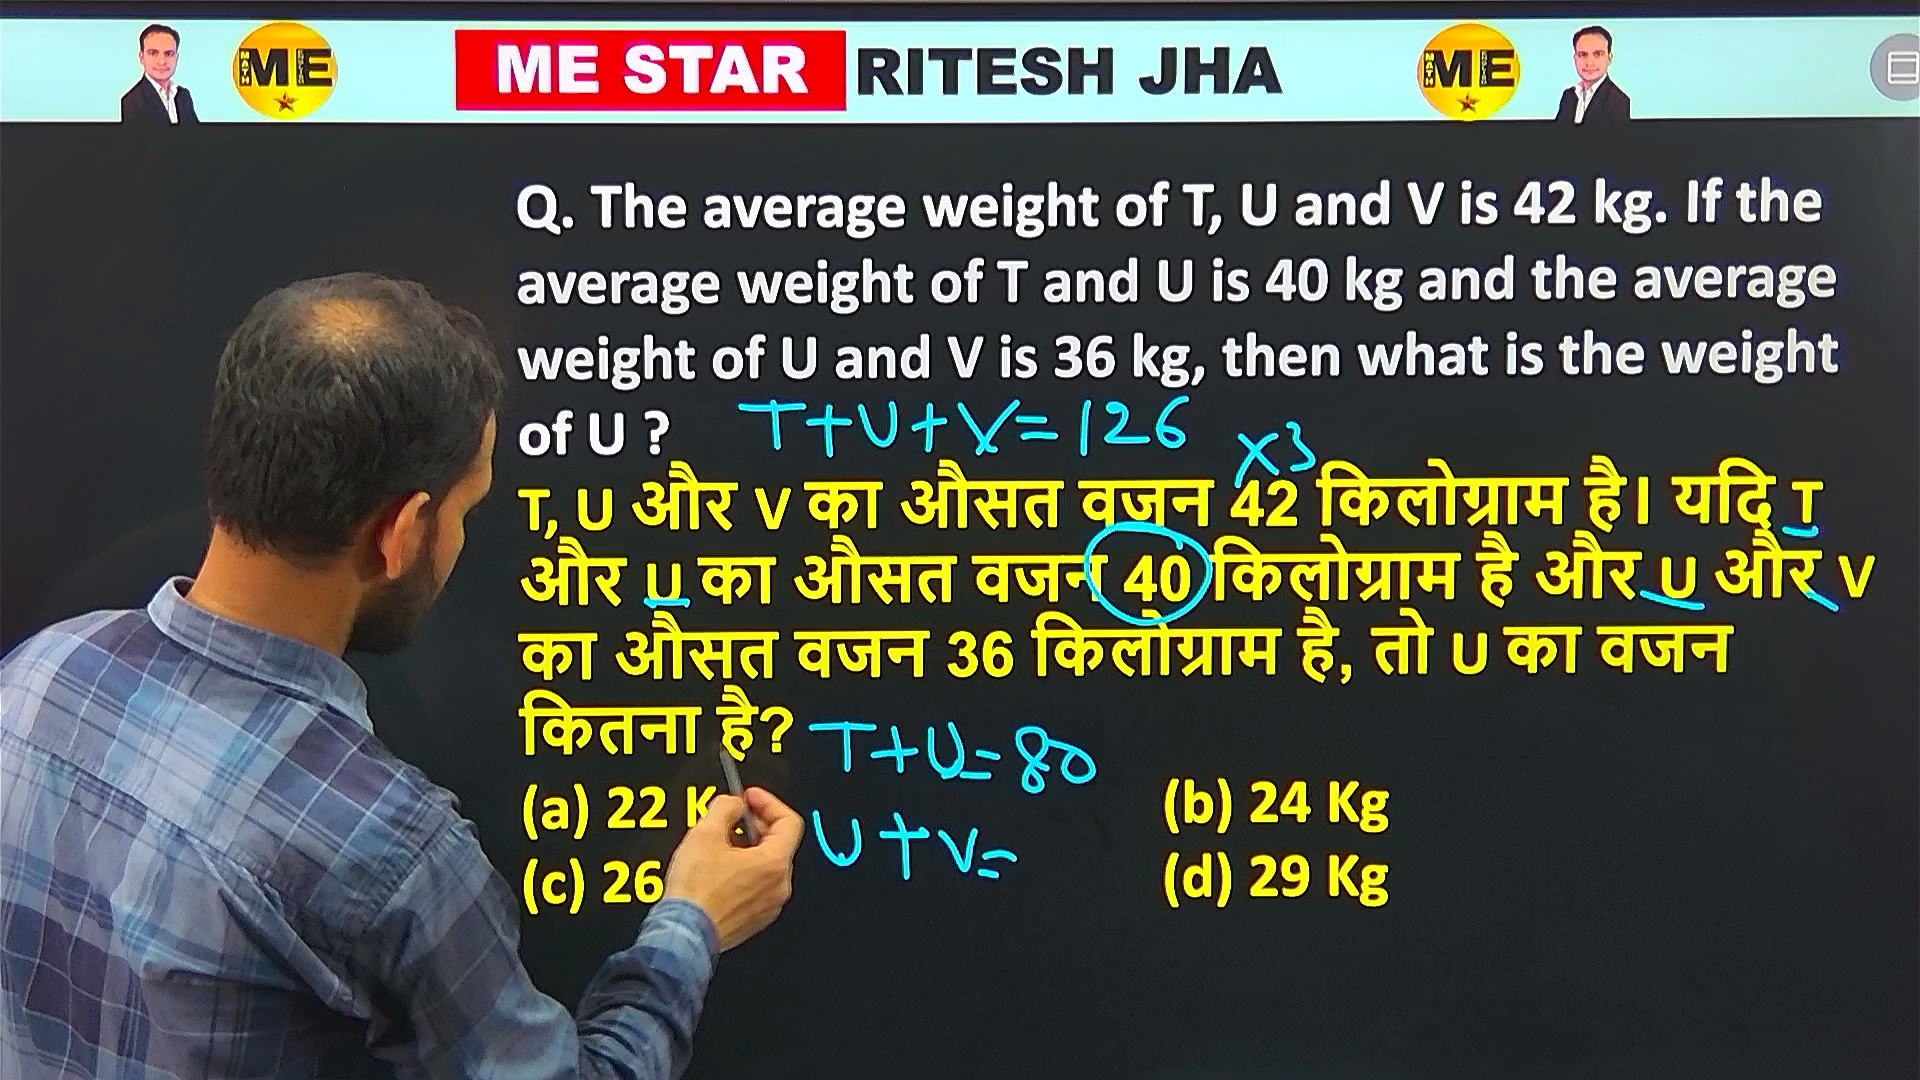 ME STAR RITESH JHA
MATH ME ENGLISH
MATH ME
Q. The average weight of T, U and V is 42 kg. If the
average weight of T and U is 40 kg and the average
weight of U and V is 36 kg, then what is the weight
of U ? T+U+V=126
×3
T, U और V का औसत वजन 42 किलोग्राम है। यदि T
और U का औसत वजन 40 किलोग्राम है और U और V
का औसत वजन 36 किलोग्राम है, तो U का वजन
कितना है? T+U=80
(a) 22 K
U+V=
(b) 24 Kg
(c) 26
(d) 29 Kg